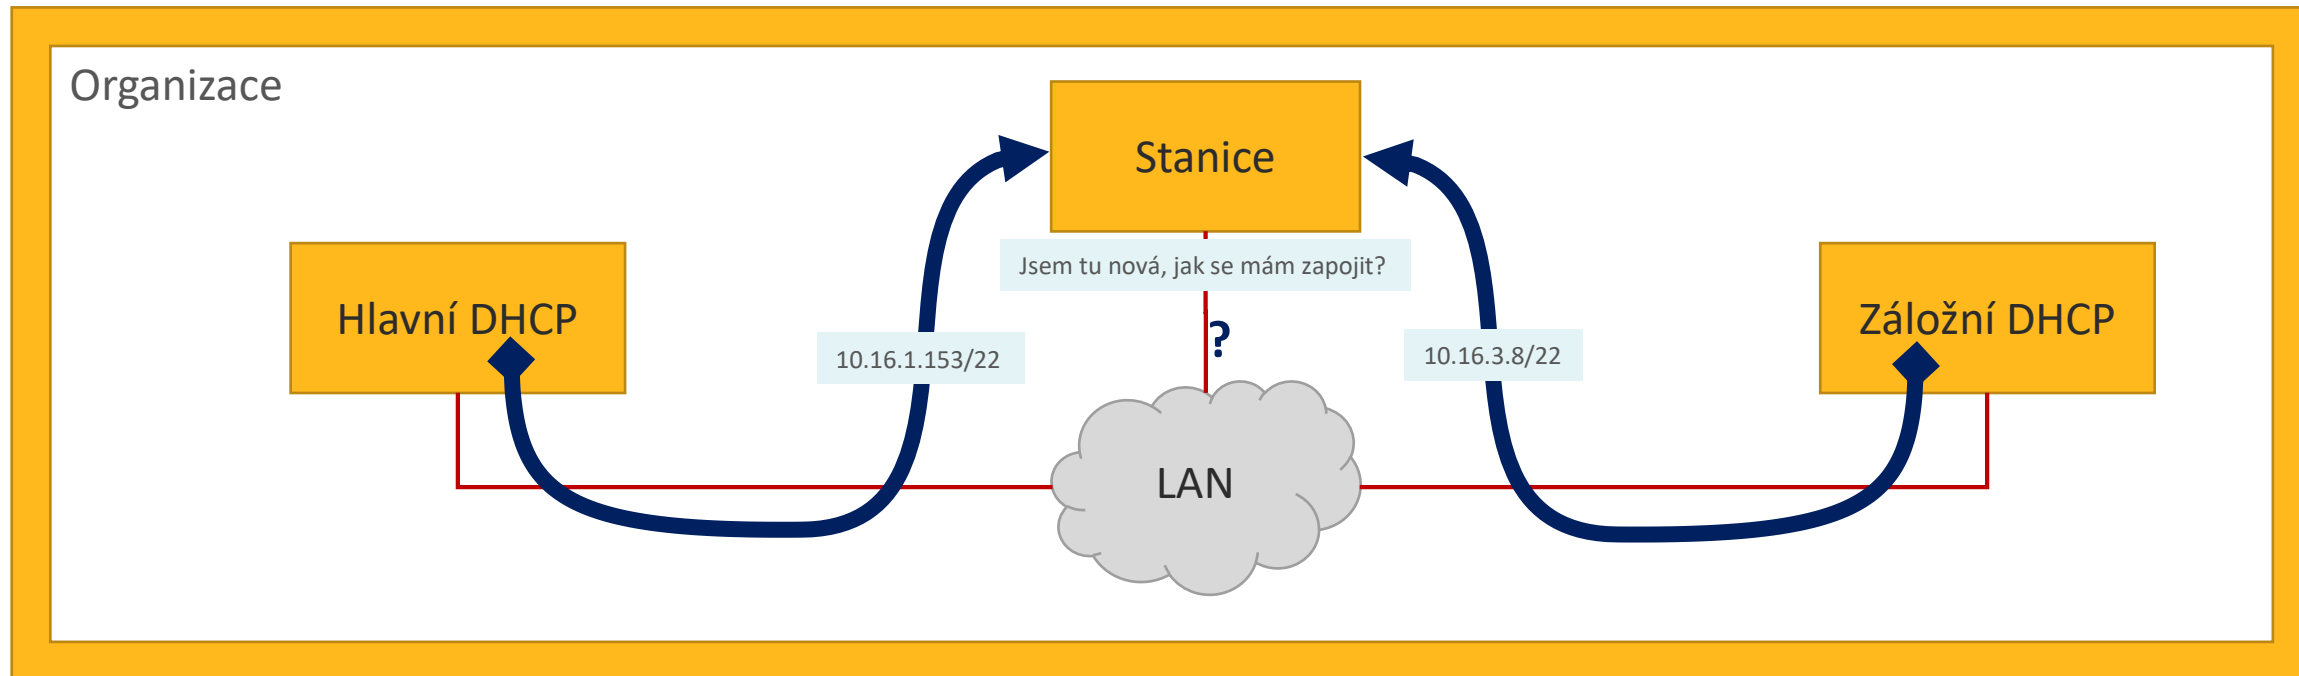 Organizace
Stanice
Jsem tu nová, jak se mám zapojit?
Hlavní DHCP
Záložní DHCP
10.16.1.153/22
?
10.16.3.8/22
LAN